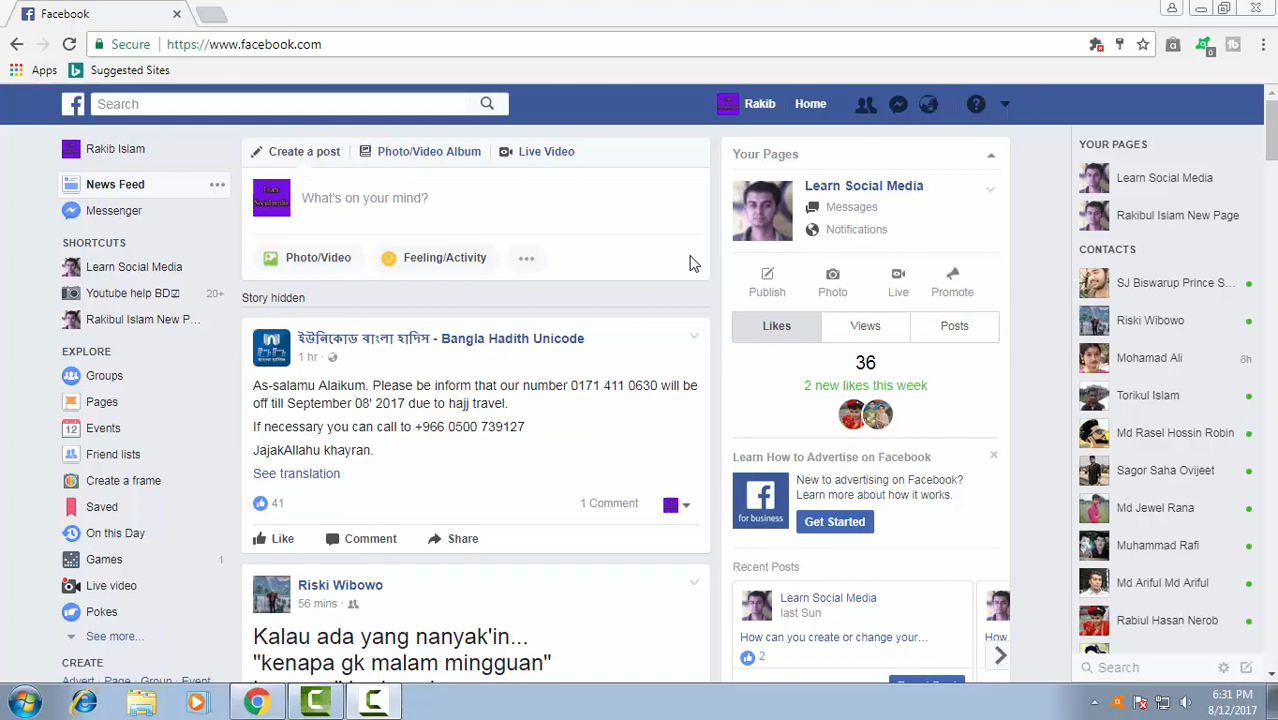 Facebook
Secure
https://www.facebook.com
0
Apps
Suggested Sites
Search
Rakib
Home
Rakib Islam
News Feed
Messenger
SHORTCUTS
Learn Social Media
Youtube help BD
20+
Rakibul Islam New P...
EXPLORE
Groups
Pages
12
Events
Friend lists
Create a frame
Saved
On this Day
Games
1
Live video
Pokes
See more...
CREATE
Advert · Page · Group · Event
Create a post
Photo/Video Album
Live Video
What's on your mind?
Photo/Video
Feeling/Activity
Story hidden
ইউনিকোড বাংলা হাদিস - Bangla Hadith Unicode
1 hr ·
As-salamu Alaikum. Please be inform that our number 0171 411 0630 will be
off till September 08' 2017 due to hajj travel.
If necessary you can call to +966 0500 739127
JajakAllahu khayran.
See translation
41
1 Comment
Like
Comment
Share
Riski Wibowo
56 mins ·
Kalau ada yang nanyak'in...
"kenapa gk malam mingguan"
Your Pages
Learn Social Media
Messages
Notifications
Publish
Photo
Live
Promote
Likes
Views
Posts
36
2 new likes this week
Learn How to Advertise on Facebook
for business
New to advertising on Facebook?
Learn more about how it works.
Get Started
Recent Posts
Learn Social Media
last Sun
How can you create or change your...
2
How
YOUR PAGES
Learn Social Media
Rakibul Islam New Page
CONTACTS
SJ Biswarup Prince S...
Riski Wibowo
Mohamad Ali
8h
Torikul Islam
Md Rasel Hossin Robin
Sagor Saha Ovijeet
Md Jewel Rana
Muhammad Rafi
Md Ariful Md Ariful
Rabiul Hasan Nerob
Search
6:31 PM
8/12/2017